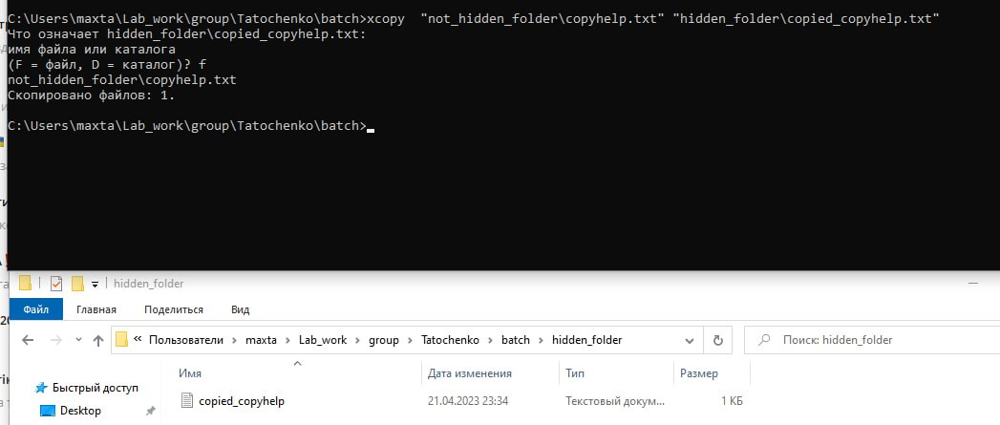 C:\Users\maxta\Lab_work\group\Tatochenko\batch>xcopy  "not_hidden_folder\copyhelp.txt" "hidden_folder\copied_copyhelp.txt"
Что означает hidden_folder\copied_copyhelp.txt:
имя файла или каталога
(F = файл, D = каталог)? f
not_hidden_folder\copyhelp.txt
Скопировано файлов: 1.
C:\Users\maxta\Lab_work\group\Tatochenko\batch>
hidden_folder
Файл Главная Поделиться Вид
« Пользователи > maxta > Lab_work > group > Tatochenko > batch > hidden_folder Поиск: hidden_folder
Имя Дата изменения Тип Размер
Быстрый доступ
copied_copyhelp 21.04.2023 23:34 Текстовый докум... 1 КБ
Desktop